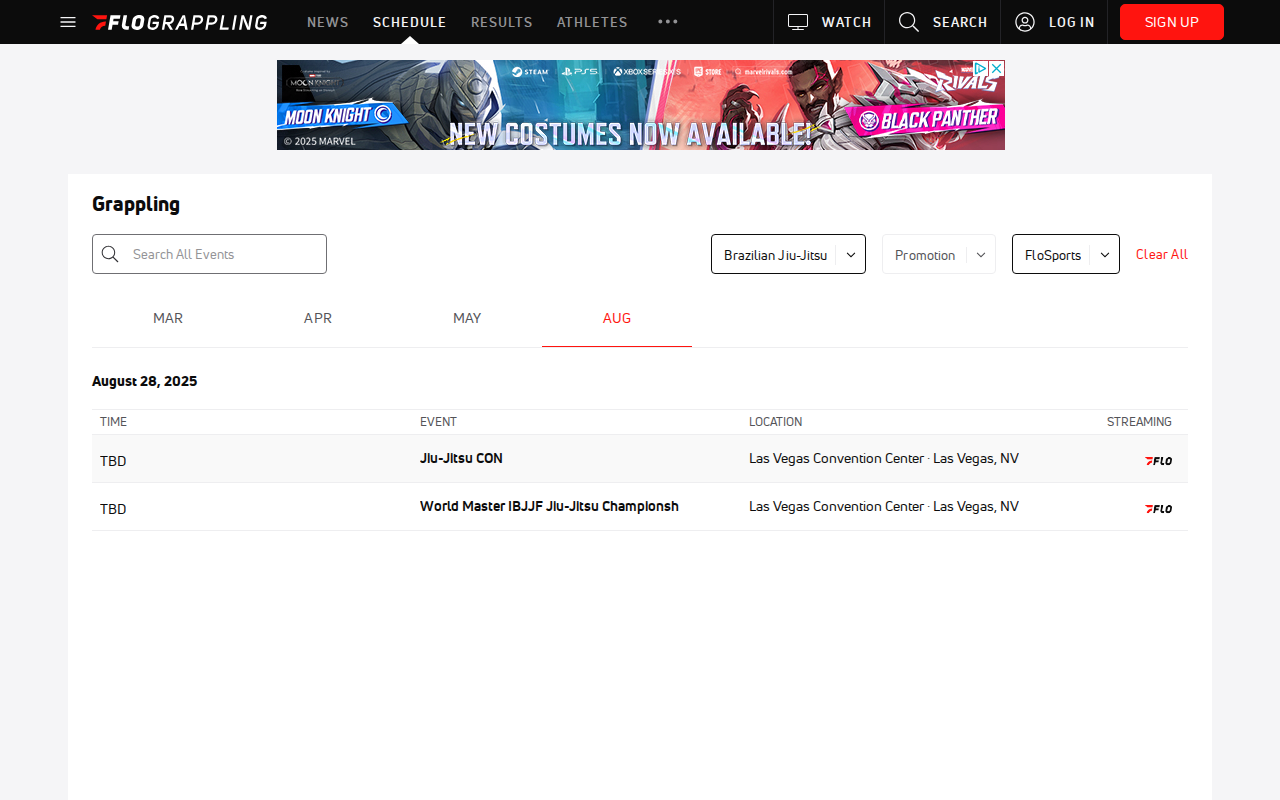 FLOGRAPPLING NEWS SCHEDULE RESULTS ATHLETES ••• WATCH SEARCH LOG IN SIGN UP
STEAM PS5 XBOX SERIES X|S STORE marvelrivals.com
MOON KNIGHT
RIVALS
MOON KNIGHT
BLACK PANTHER
NEW COSTUMES NOW AVAILABLE!
© 2025 MARVEL
Grappling
Search All Events Brazilian Jiu-Jitsu Promotion FloSports Clear All
MAR APR MAY AUG
August 28, 2025
TIME EVENT LOCATION STREAMING
TBD Jiu-Jitsu CON Las Vegas Convention Center · Las Vegas, NV FLO
TBD World Master IBJJF Jiu-Jitsu Championsh Las Vegas Convention Center · Las Vegas, NV FLO